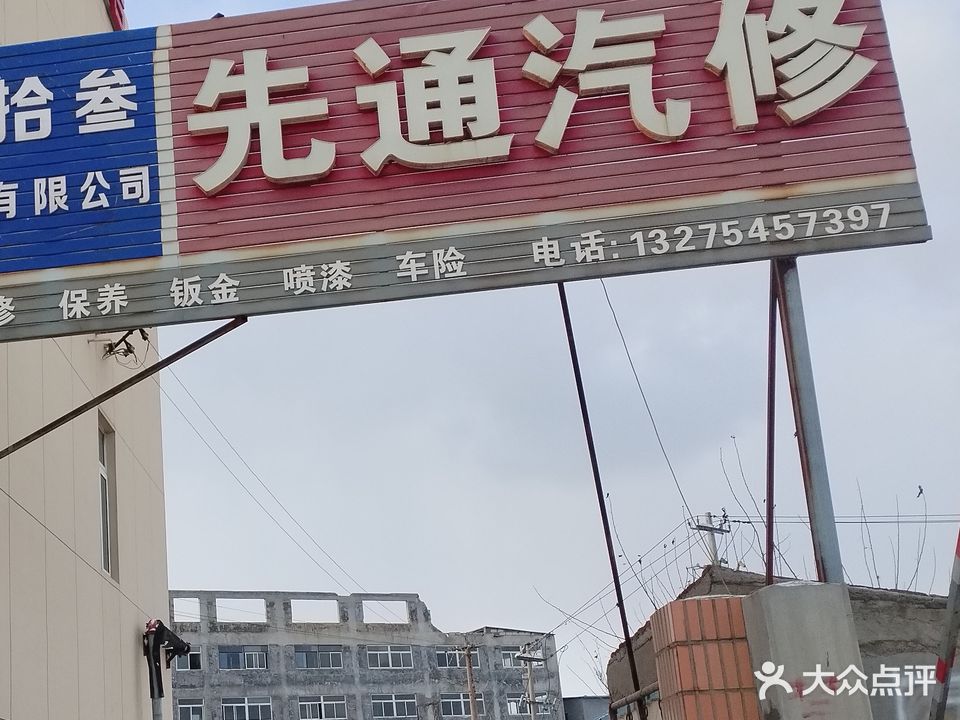 拾叁
有限公司
先通汽修
修 保养 钣金 喷漆 车险 电话:13275457397
大众点评